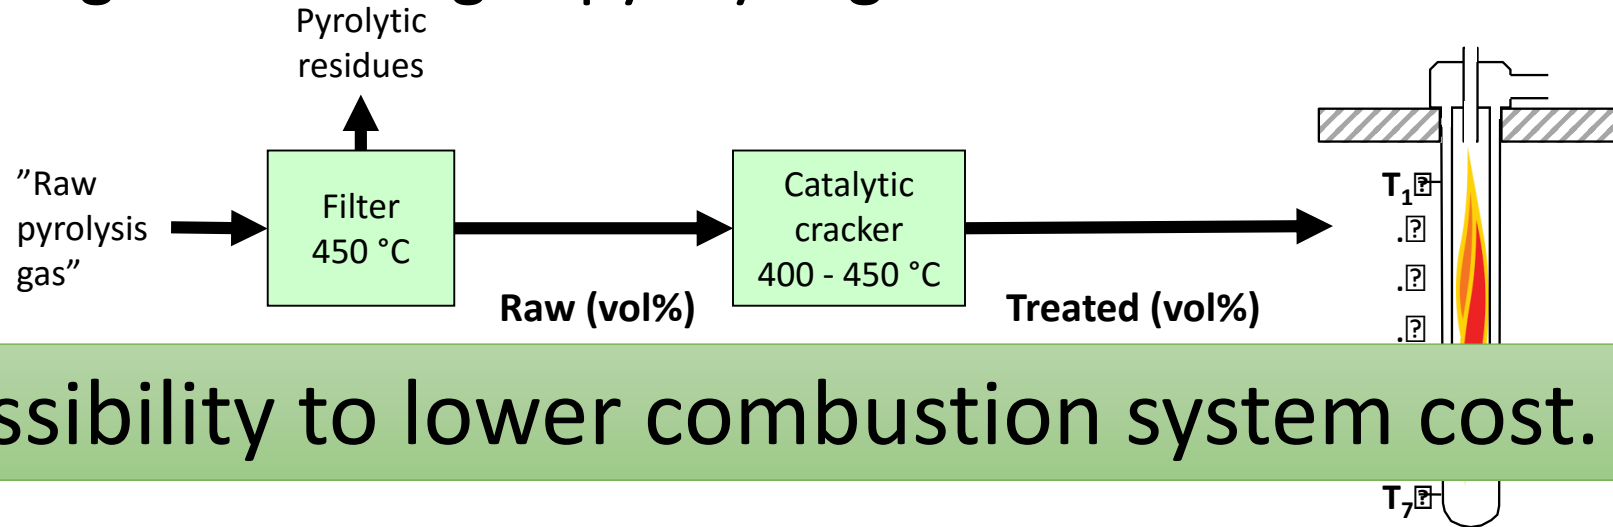 Pyrolytic
residues
”Raw
pyrolysis
gas”
Filter
450 °C
Catalytic
cracker
400 - 450 °C
Raw (vol%)
Treated (vol%)
T1
.
.
.
ssibility to lower combustion system cost.
T7